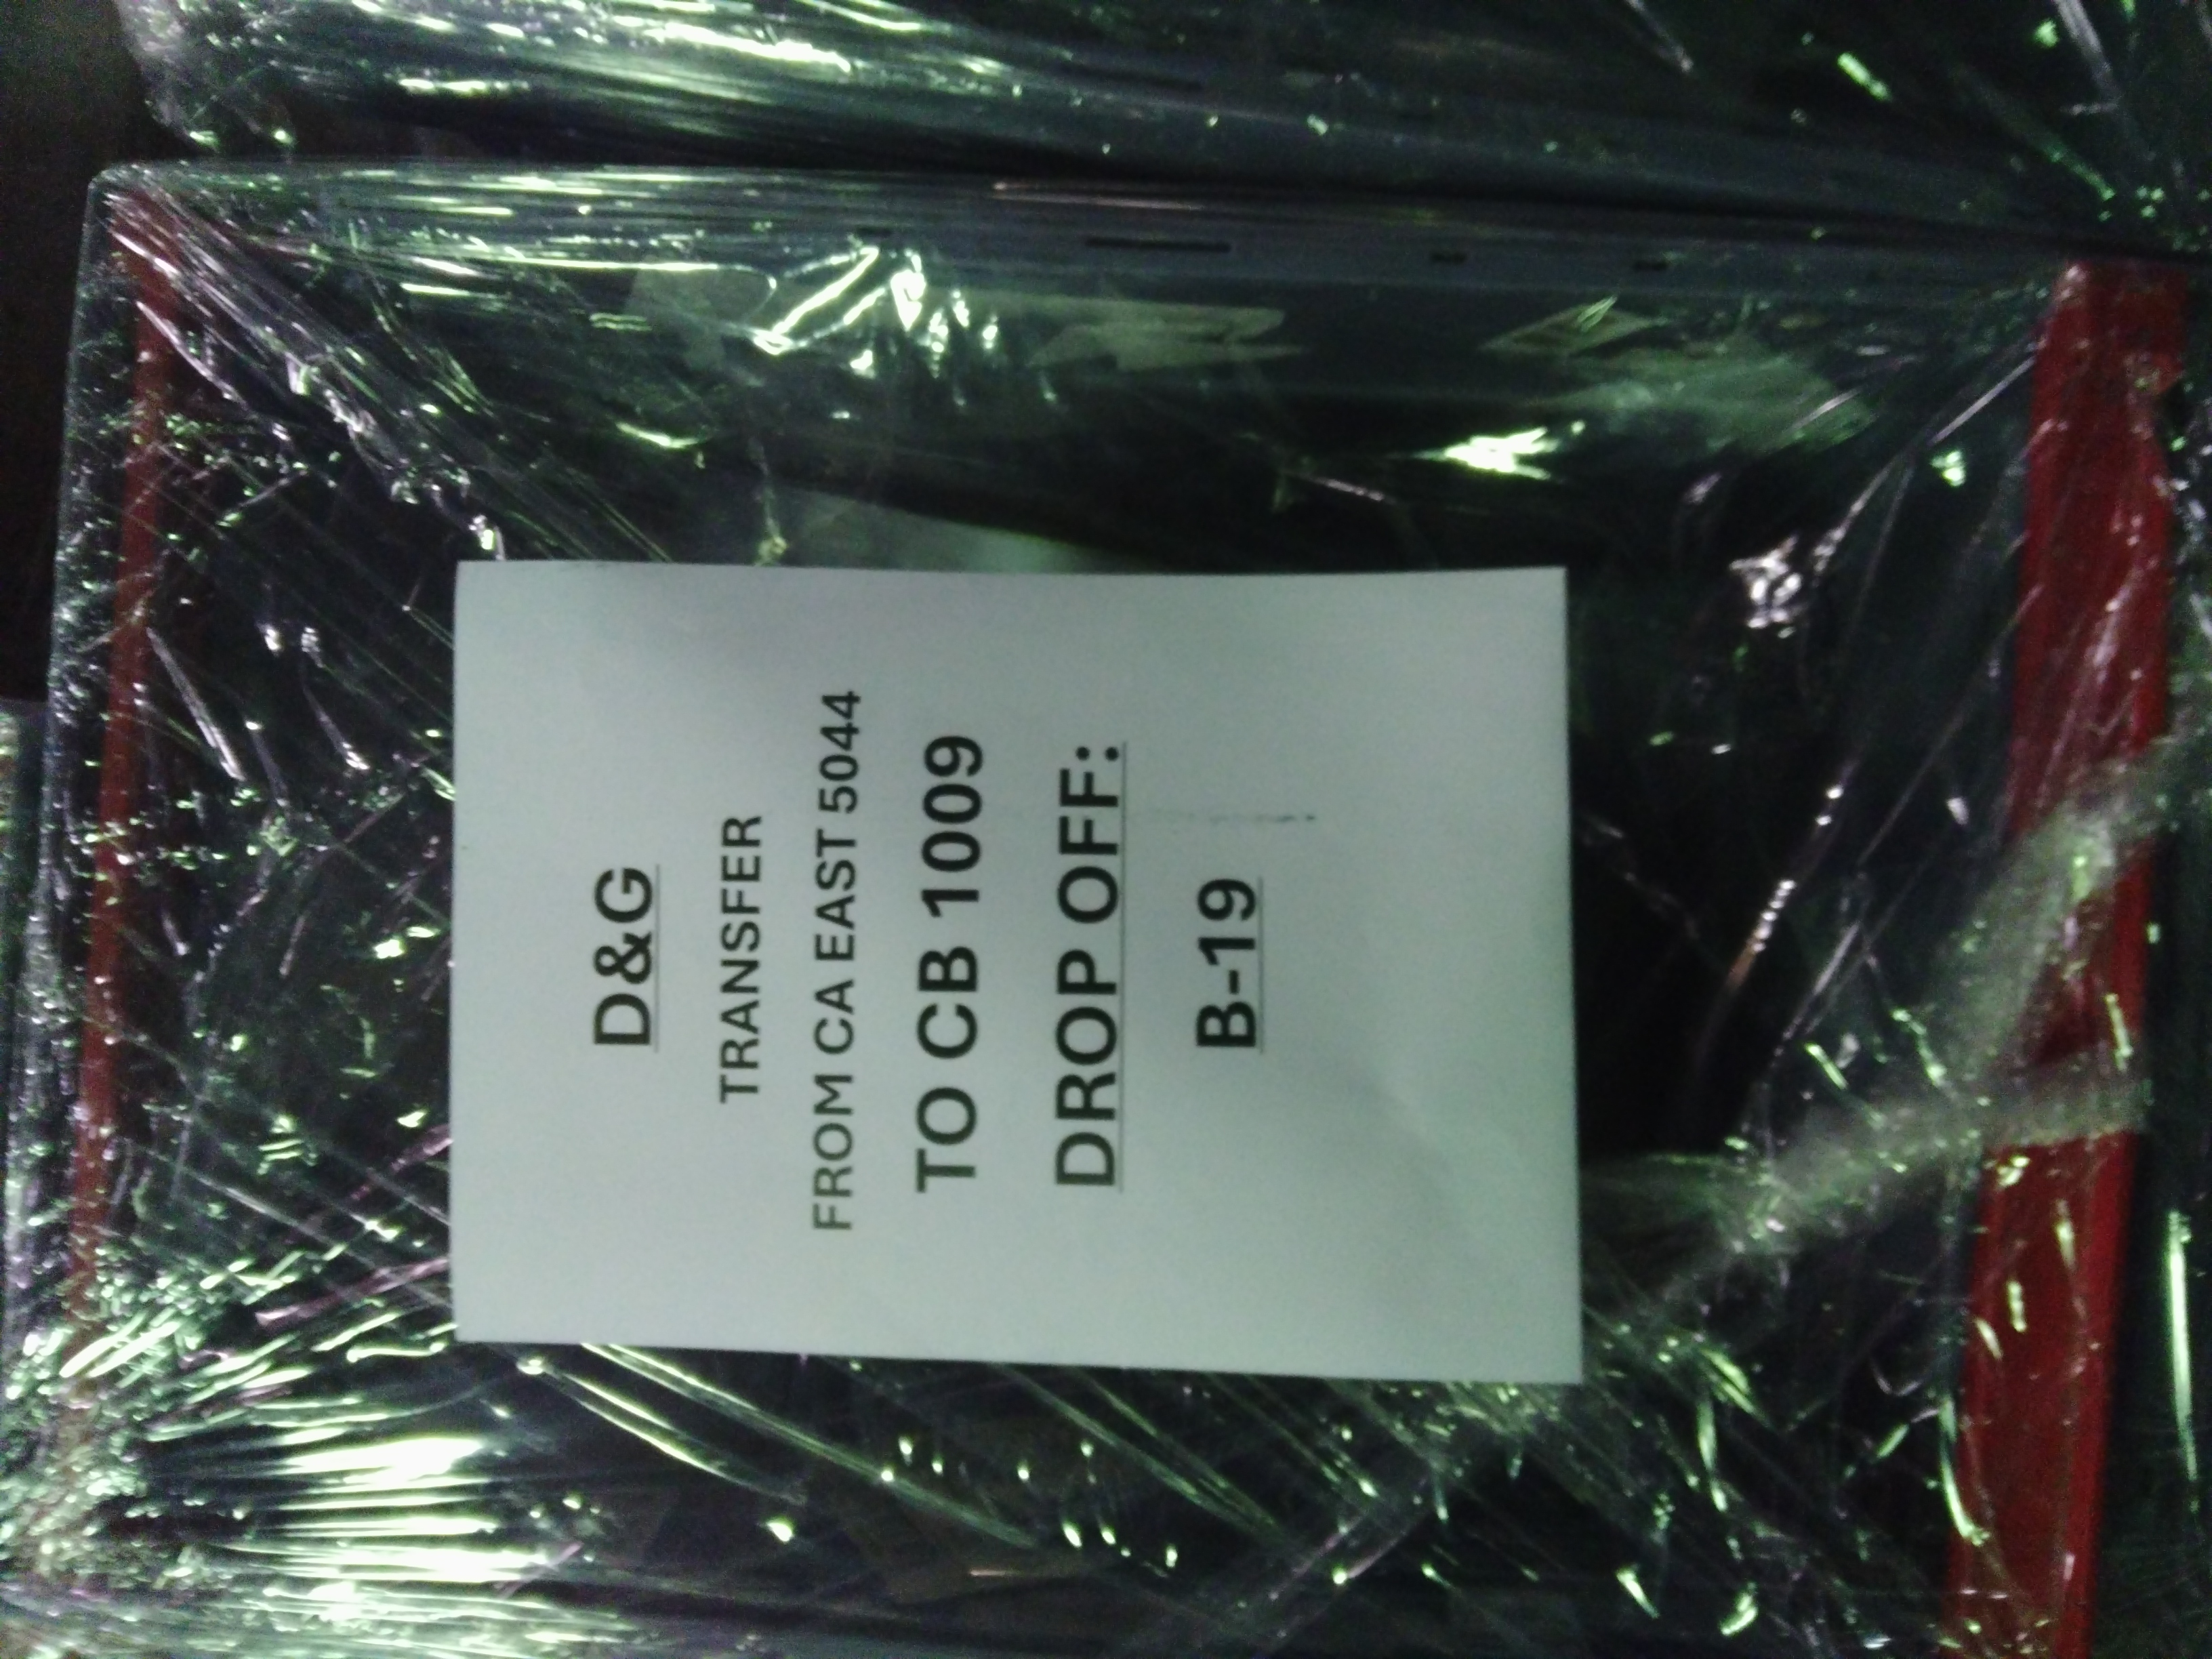 D&G
TRANSFER
FROM CA EAST 5044
TO CB 1009
DROP OFF:
B-19